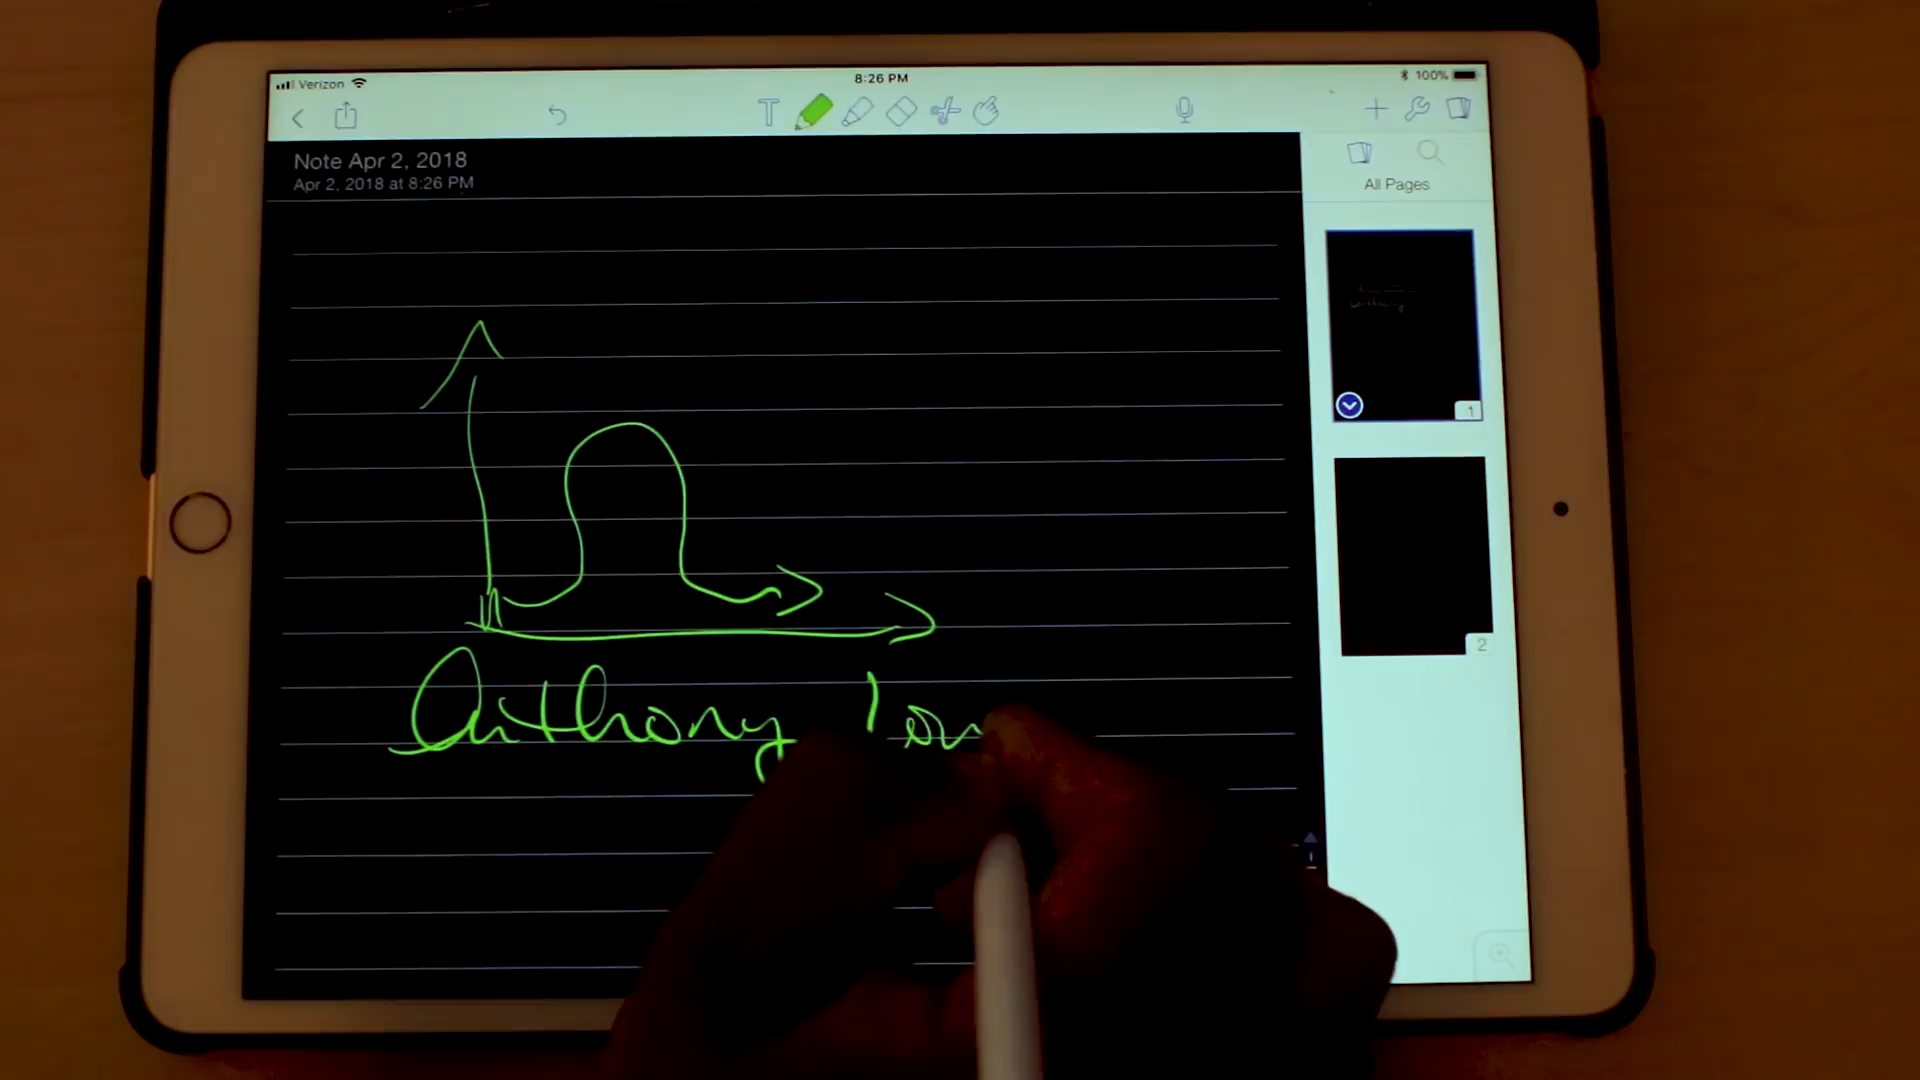 Verizon 8:26 PM 100%
T
Note Apr 2, 2018
Apr 2, 2018 at 8:26 PM
All Pages
1
2
Anthony